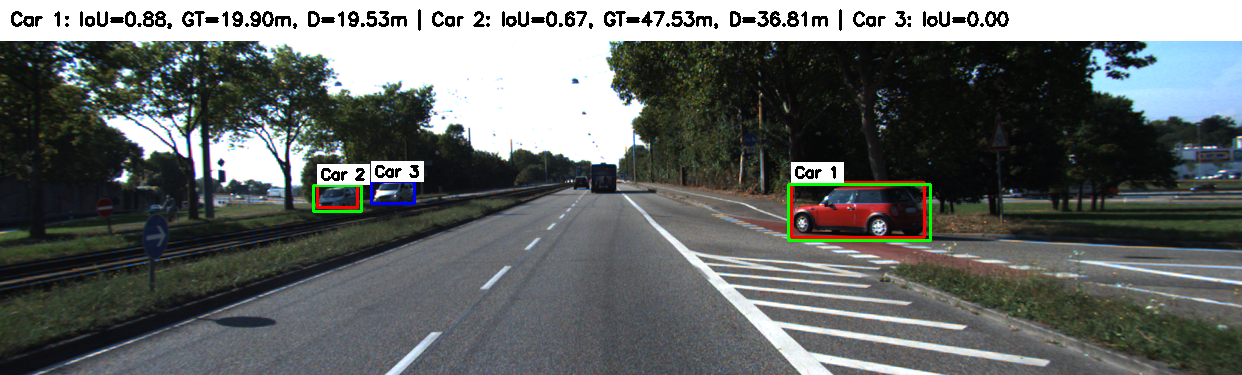 Car 1: IoU=0.88, GT=19.90m, D=19.53m | Car 2: IoU=0.67, GT=47.53m, D=36.81m | Car 3: IoU=0.00
Car 2
Car 3
Car 1